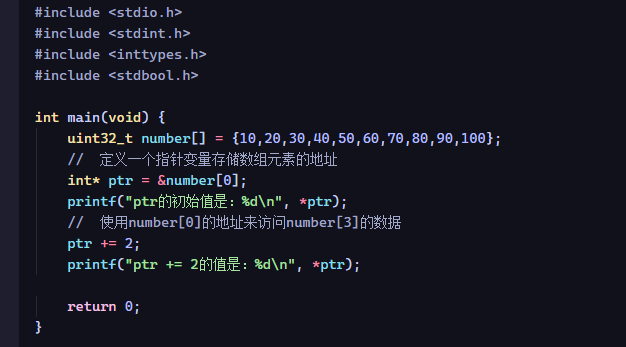 #include <stdio.h>
#include <stdint.h>
#include <inttypes.h>
#include <stdbool.h>
int main(void) {
uint32_t number[] = {10,20,30,40,50,60,70,80,90,100};
// 定义一个指针变量存储数组元素的地址
int* ptr = &number[0];
printf("ptr的初始值是: %d\n", *ptr);
// 使用number[0]的地址来访问number[3]的数据
ptr += 2;
printf("ptr += 2的值是: %d\n", *ptr);
return 0;
}